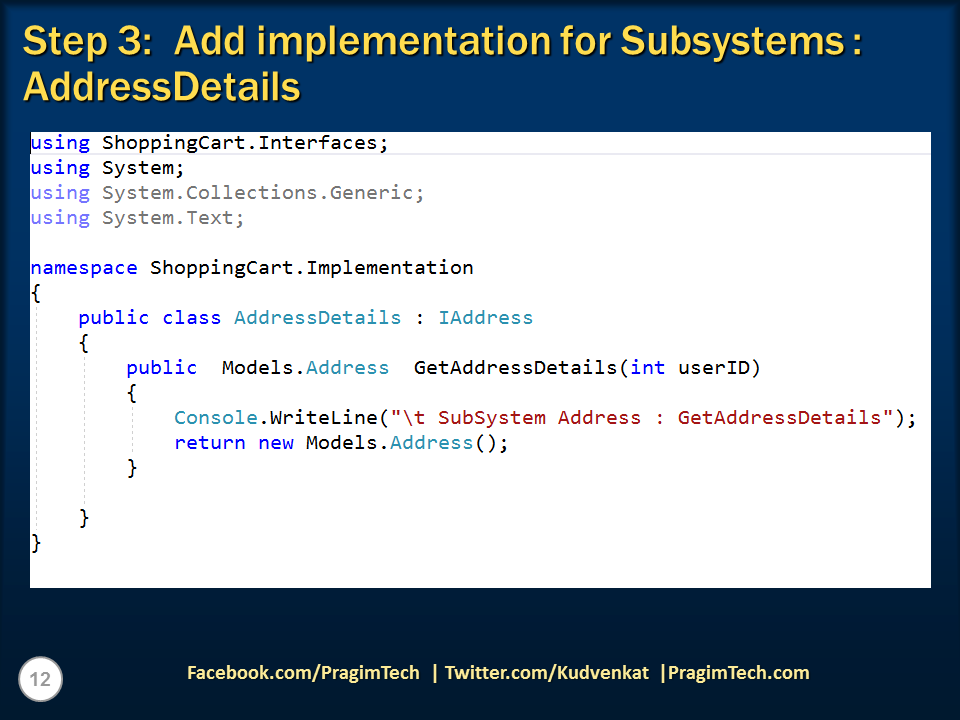 Step 3:  Add implementation for Subsystems :
AddressDetails
using ShoppingCart.Interfaces;
using System;
using System.Collections.Generic;
using System.Text;
namespace ShoppingCart.Implementation
{
    public class AddressDetails : IAddress
    {
        public  Models.Address  GetAddressDetails(int userID)
        {
            Console.WriteLine("\t SubSystem Address : GetAddressDetails");
            return new Models.Address();
        }
    }
}
12
Facebook.com/PragimTech | Twitter.com/Kudvenkat |PragimTech.com